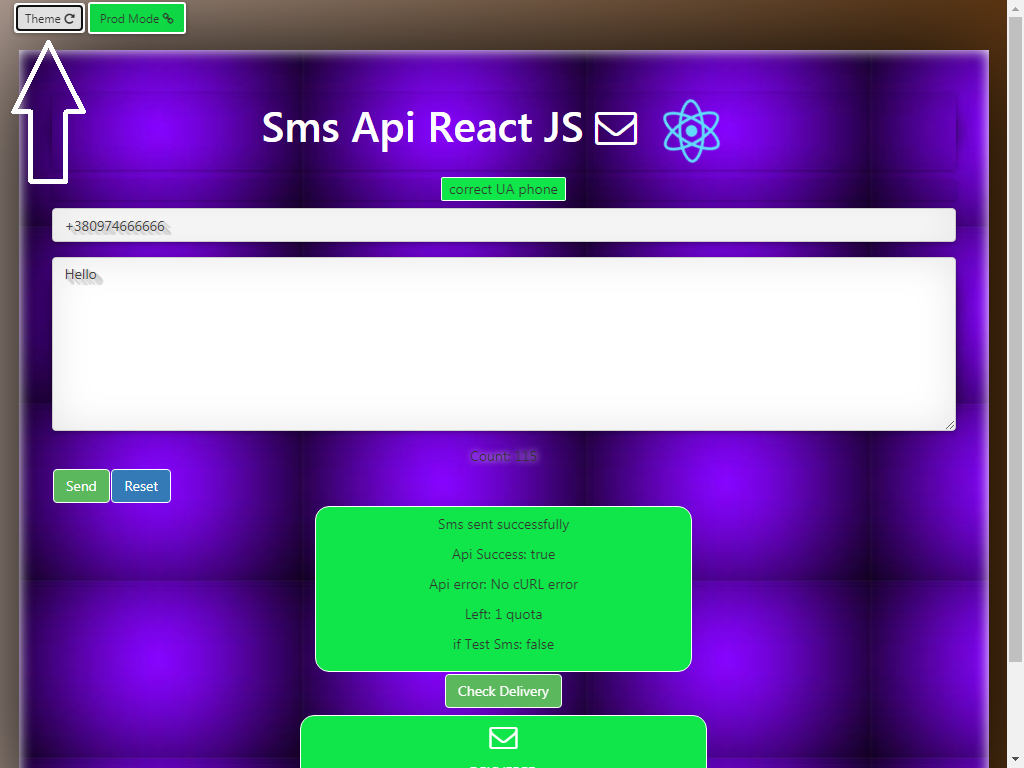 Theme
Prod Mode
Sms Api React JS
correct UA phone
+380974666666
Hello
Count: 115
Send Reset
Sms sent successfully
Api Success: true
Api error: No cURL error
Left: 1 quota
if Test Sms: false
Check Delivery